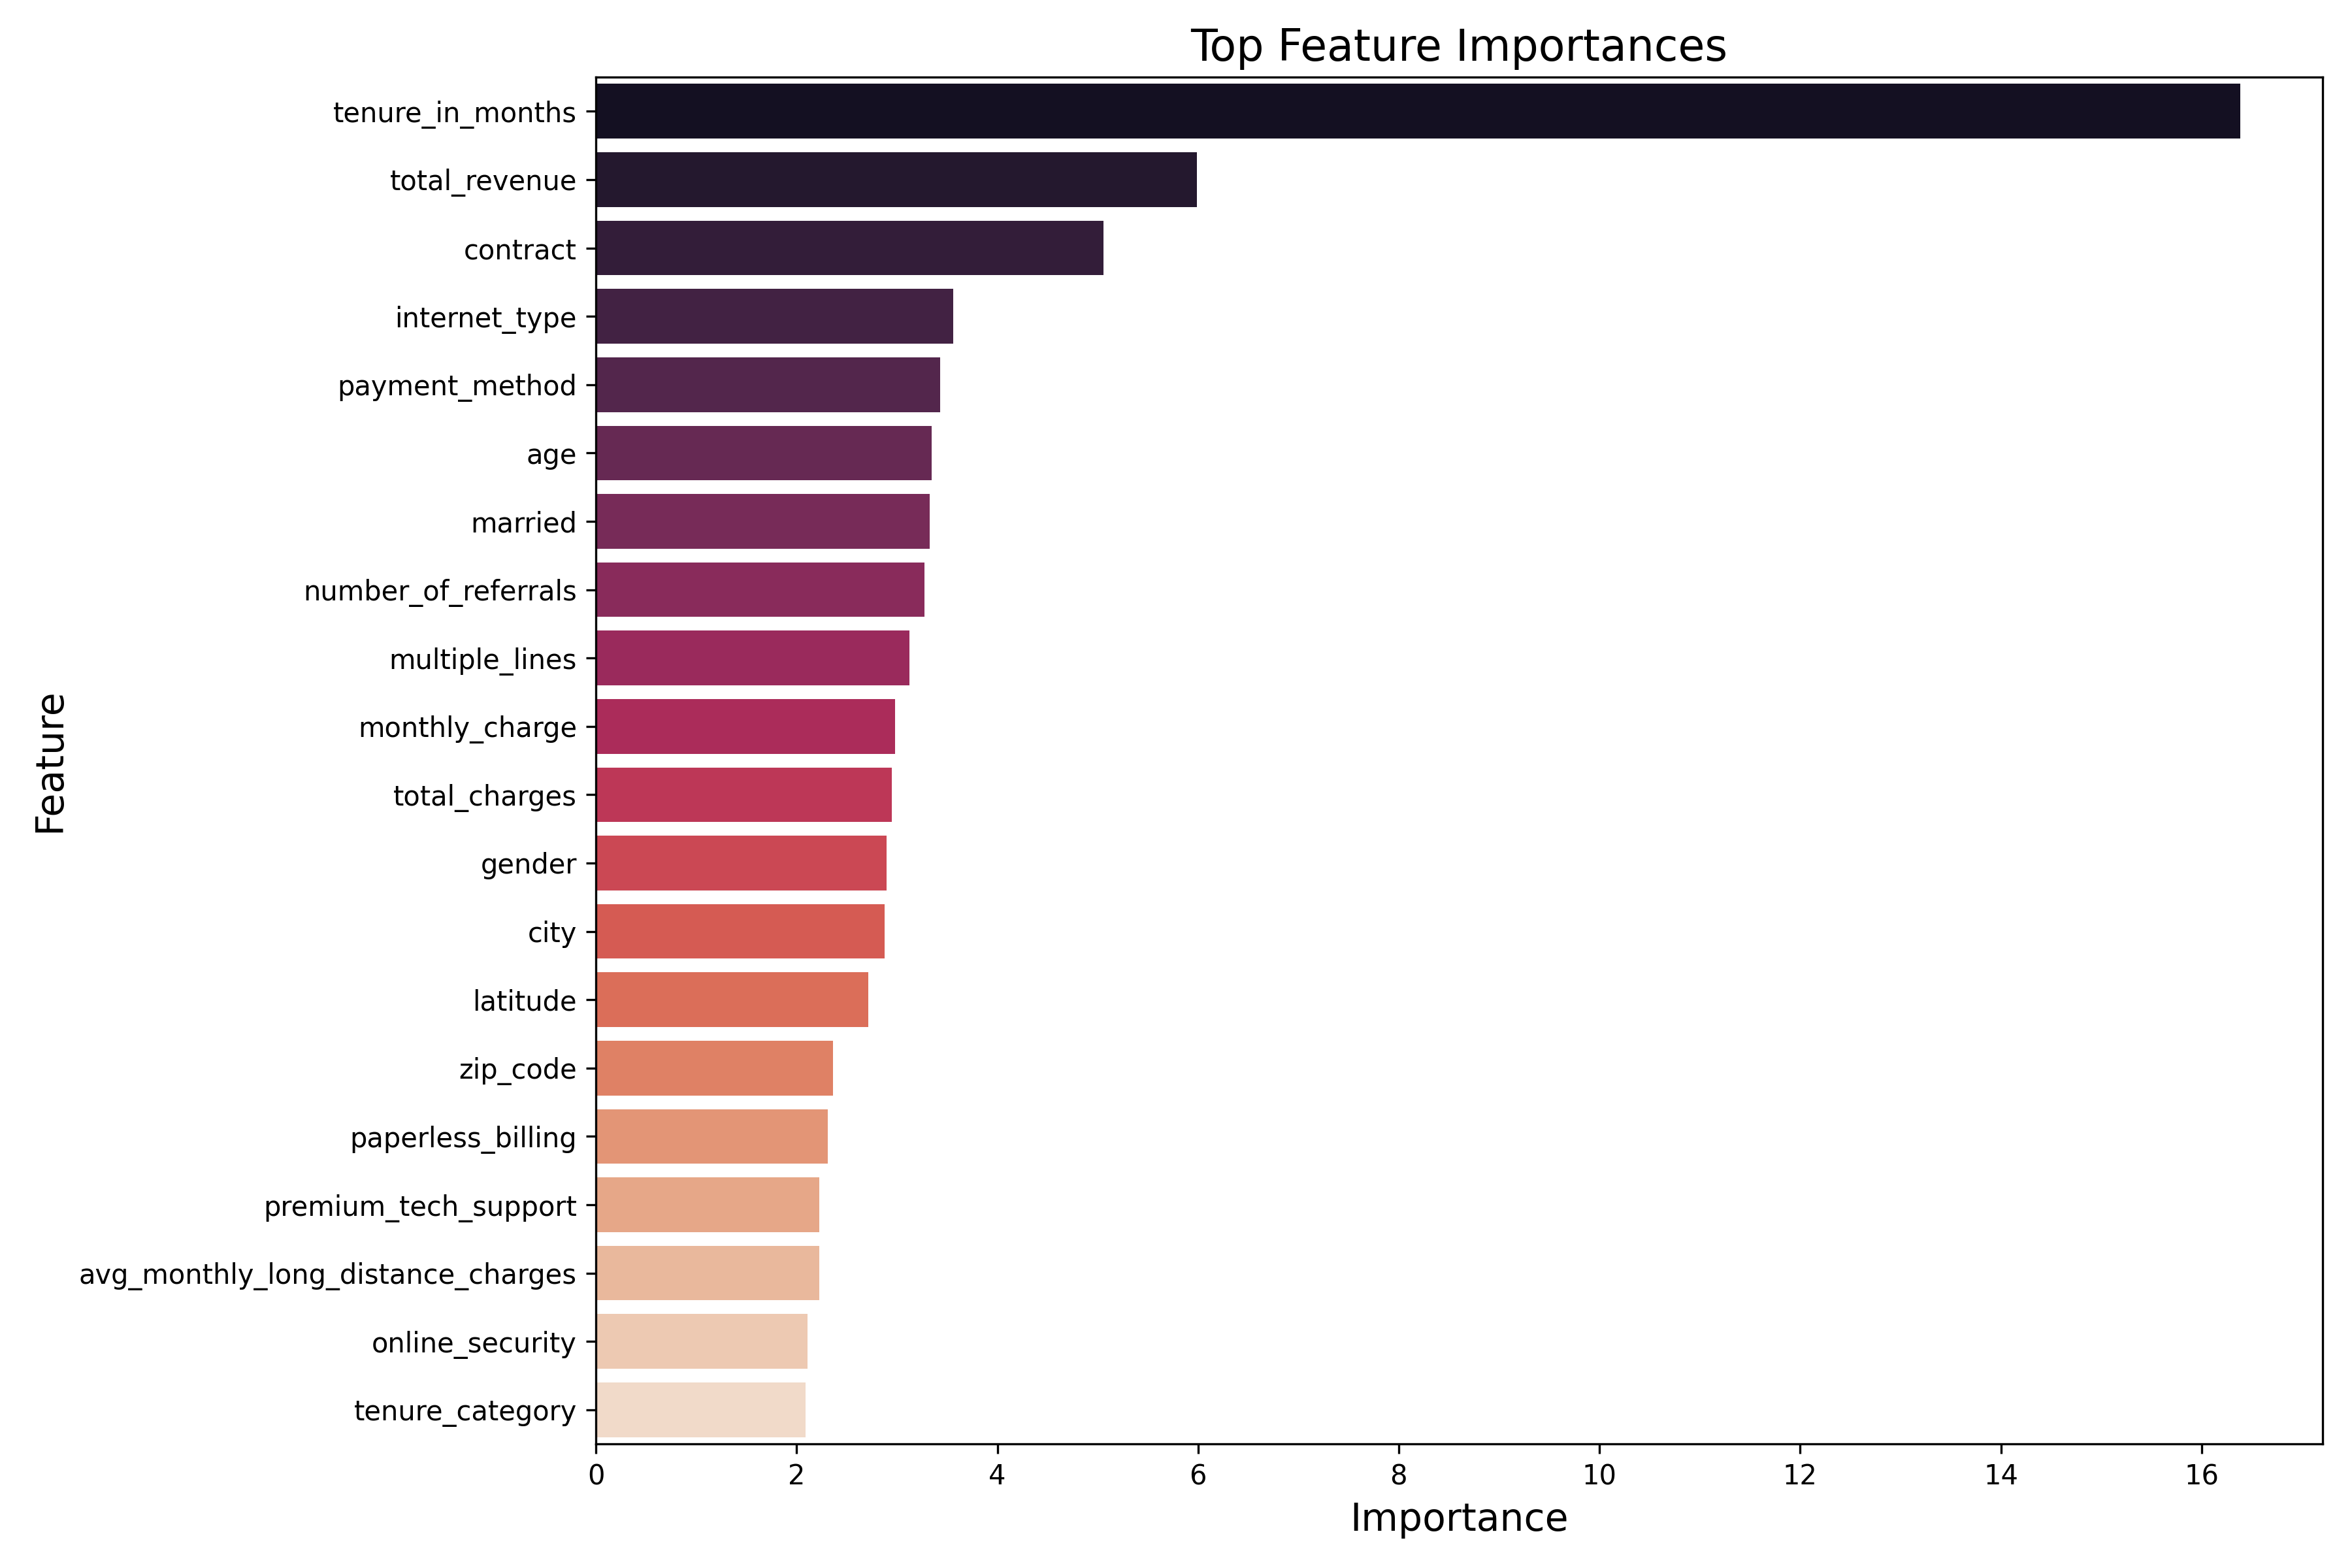 Top Feature Importances
tenure_in_months
total_revenue
contract
internet_type
payment_method
age
married
number_of_referrals
multiple_lines
monthly_charge
total_charges
gender
city
latitude
zip_code
paperless_billing
premium_tech_support
avg_monthly_long_distance_charges
online_security
tenure_category
Feature
0 2 4 6 8 10 12 14 16
Importance